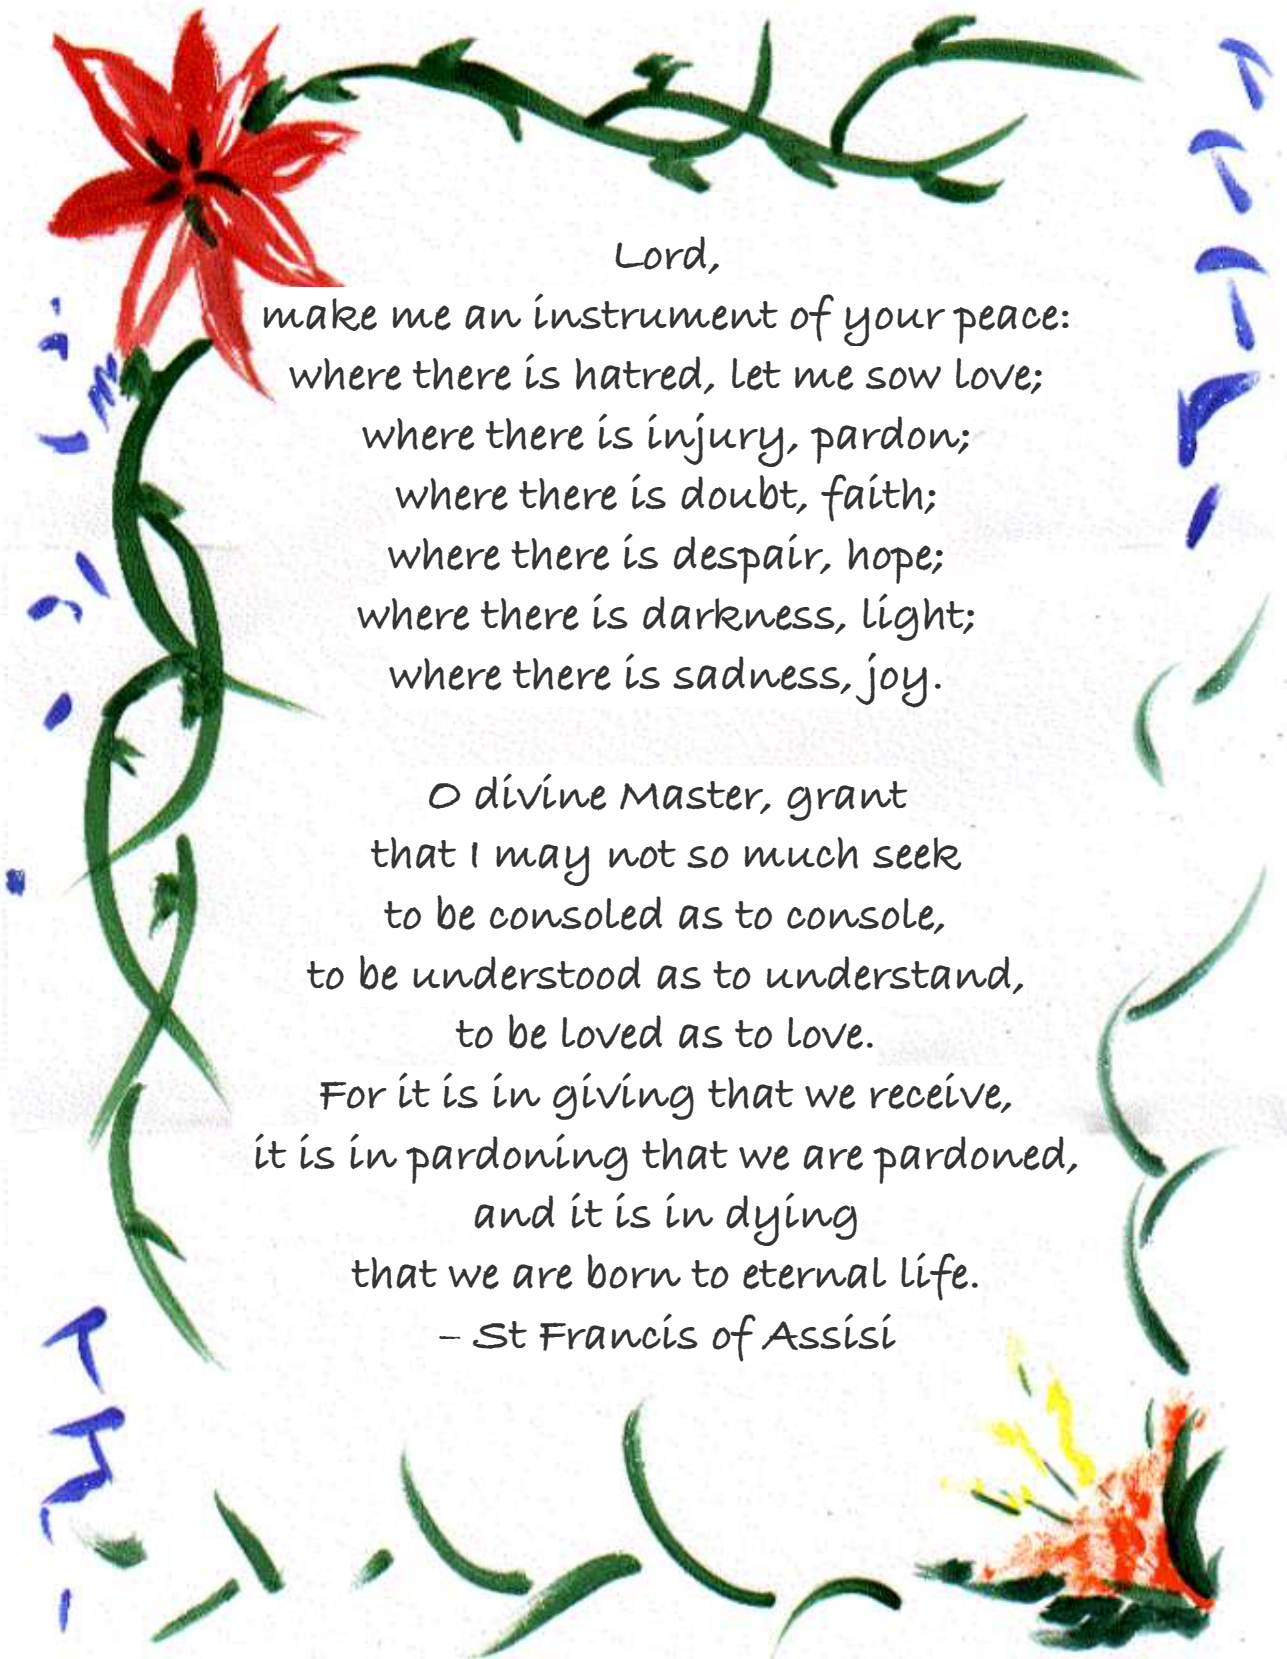 Lord,
make me an instrument of your peace:
where there is hatred, let me sow love;
where there is injury, pardon;
where there is doubt, faith;
where there is despair, hope;
where there is darkness, light;
where there is sadness, joy.
O divine Master, grant
that I may not so much seek
to be consoled as to console,
to be understood as to understand,
to be loved as to love.
For it is in giving that we receive,
it is in pardoning that we are pardoned,
and it is in dying
that we are born to eternal life.
– St Francis of Assisi